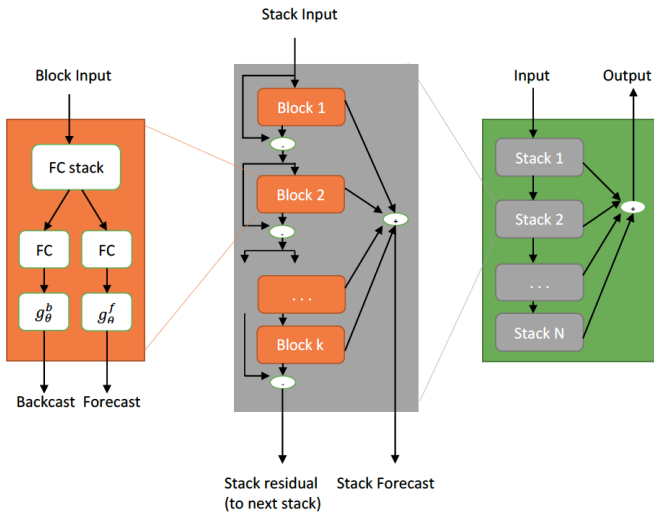 Block Input
FC stack
FC
FC
g_θ^b
g_θ^f
Backcast
Forecast
Stack Input
Block 1
-
Block 2
-
. . .
Block k
-
+
Stack residual
(to next stack)
Stack Forecast
Input
Output
Stack 1
Stack 2
+
. . .
Stack N